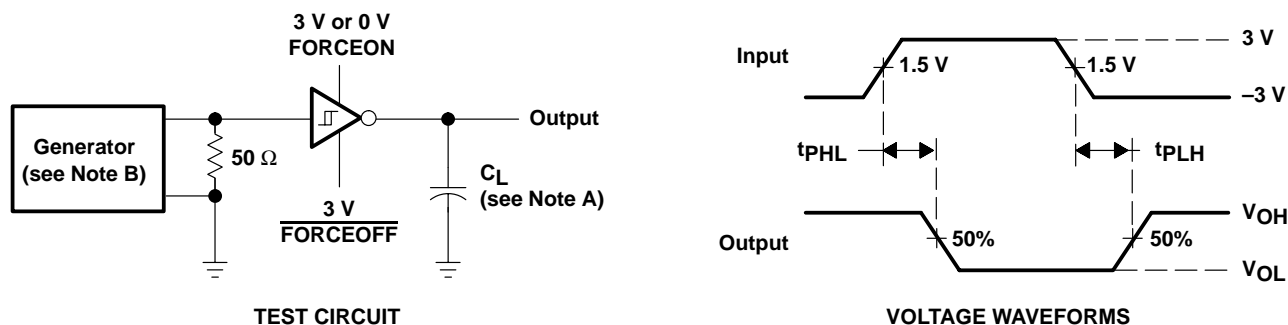 3 V or 0 V
FORCEON
Generator
(see Note B)
50 Ω
Output
CL
(see Note A)
3 V
FORCEOFF
TEST CIRCUIT
Input
3 V
1.5 V
1.5 V
–3 V
tPHL
tPLH
Output
VOH
50%
50%
VOL
VOLTAGE WAVEFORMS